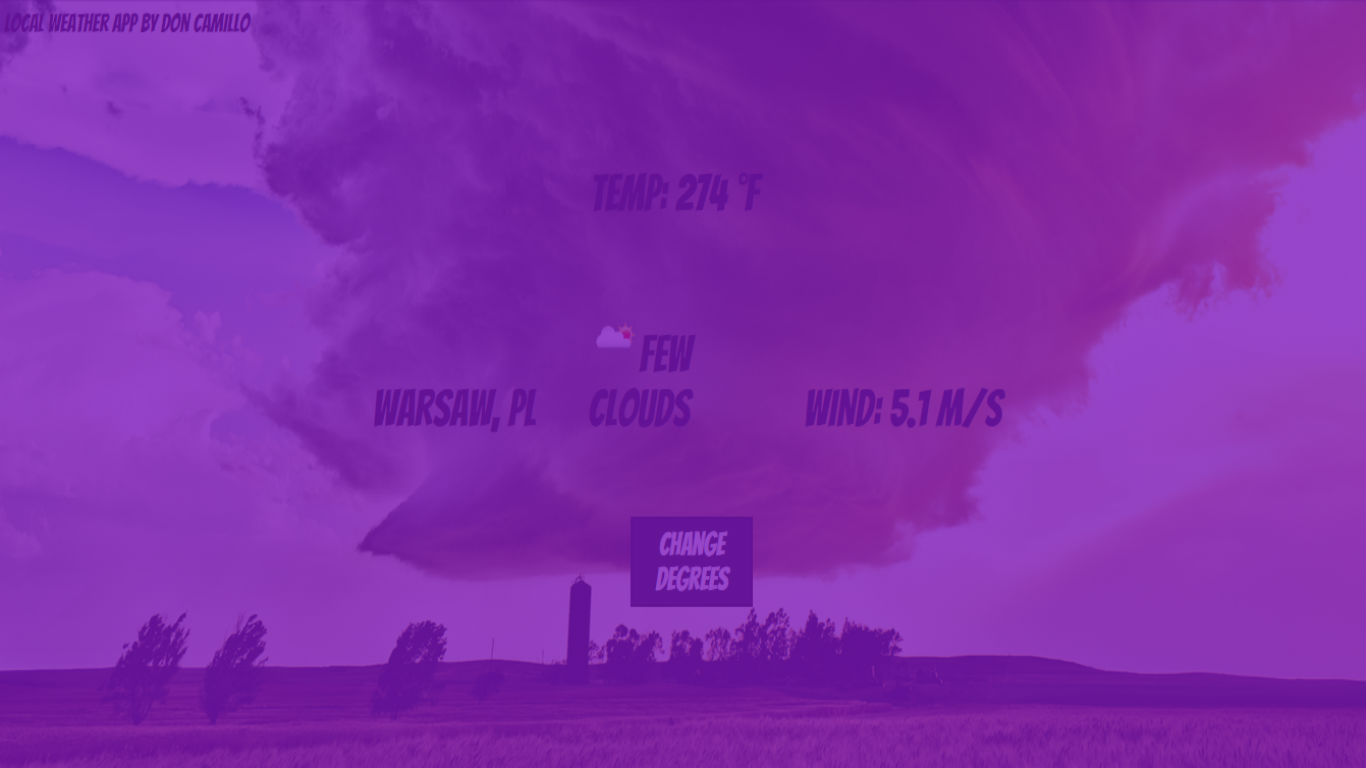 LOCAL WEATHER APP BY DON CAMILLO
TEMP: 274 °F
FEW
WARSAW, PL CLOUDS WIND: 5.1 M/S
CHANGE
DEGREES